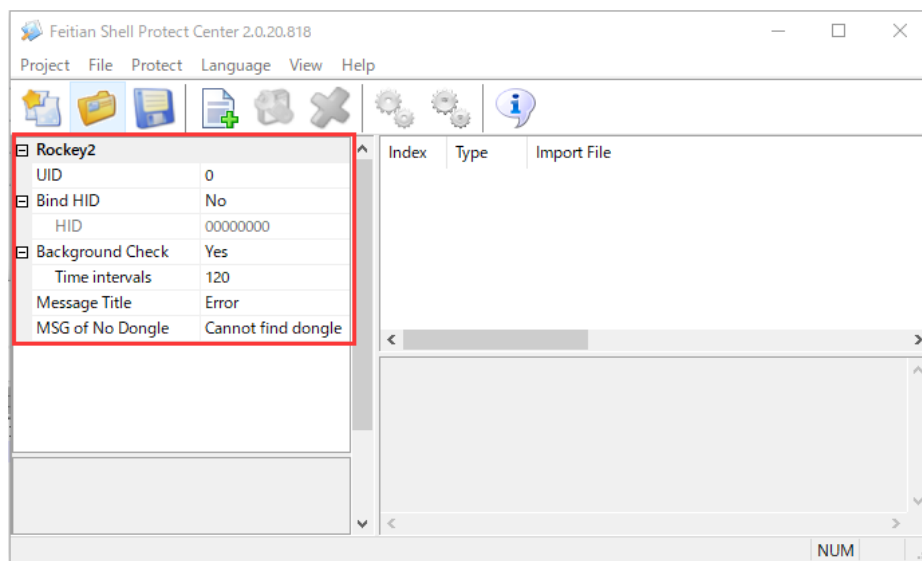 Feitian Shell Protect Center 2.0.20.818
Project File Protect Language View Help
Rockey2
UID 0
Bind HID No
HID 00000000
Background Check Yes
Time intervals 120
Message Title Error
MSG of No Dongle Cannot find dongle
Index Type Import File
NUM